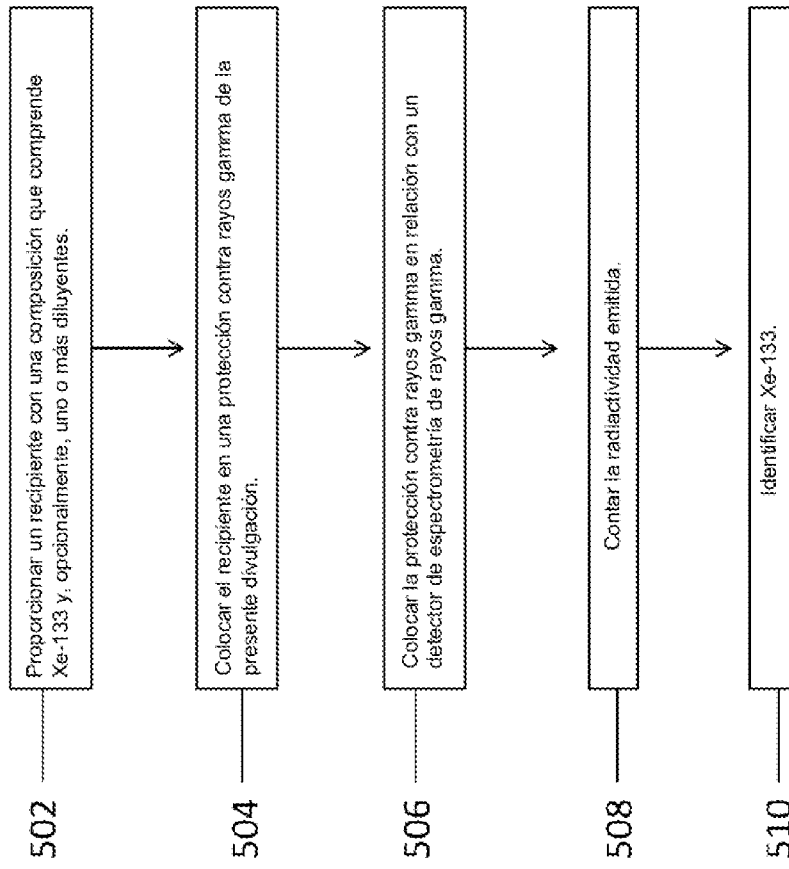 502
Proporcionar un recipiente con una composición que comprende
Xe-133 y, opcionalmente, uno o más diluyentes.
504
Colocar el recipiente en una protección contra rayos gamma de la
presente divulgación.
506
Colocar la protección contra rayos gamma en relación con un
detector de espectrometría de rayos gamma.
508
Contar la radiactividad emitida.
510
Identificar Xe-133.